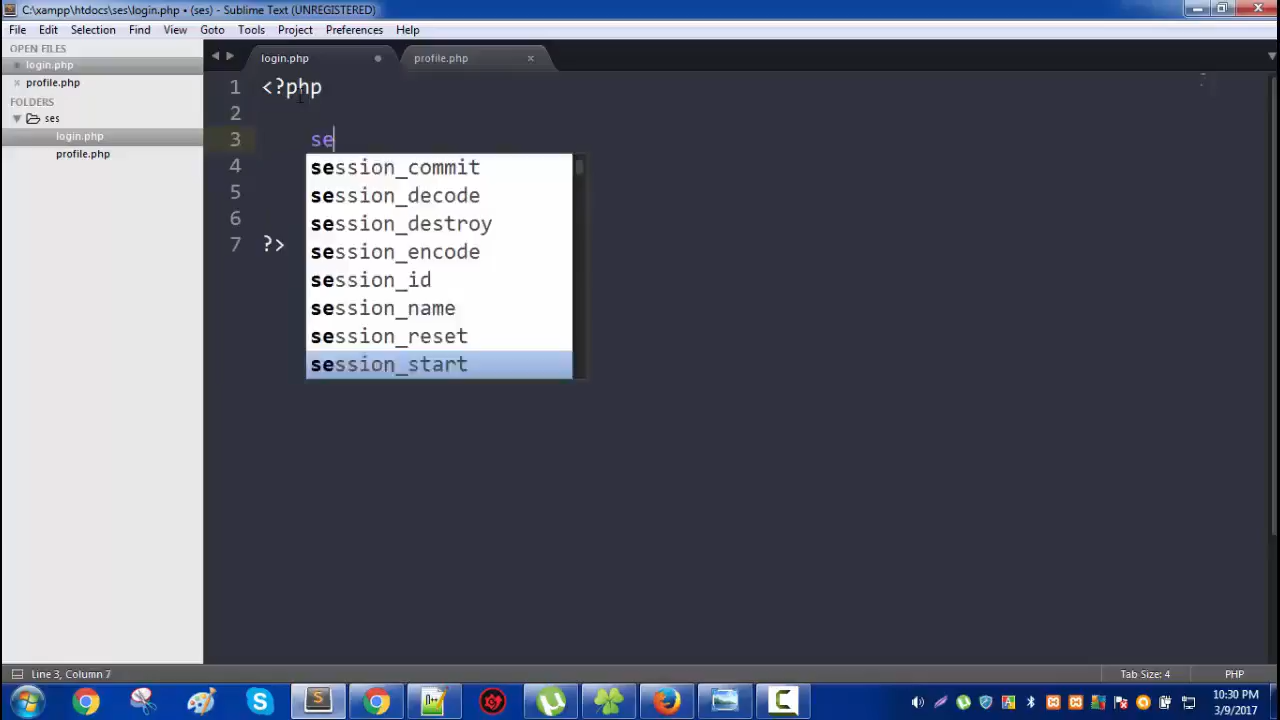 C:\xampp\htdocs\ses\login.php • (ses) - Sublime Text (UNREGISTERED)
File Edit Selection Find View Goto Tools Project Preferences Help
OPEN FILES
login.php
profile.php
FOLDERS
ses
login.php
profile.php
login.php profile.php
1 <?php
2
3 se
4
5
6
7 ?>
session_commit
session_decode
session_destroy
session_encode
session_id
session_name
session_reset
session_start
Line 3, Column 7 Tab Size: 4 PHP
10:30 PM
3/9/2017